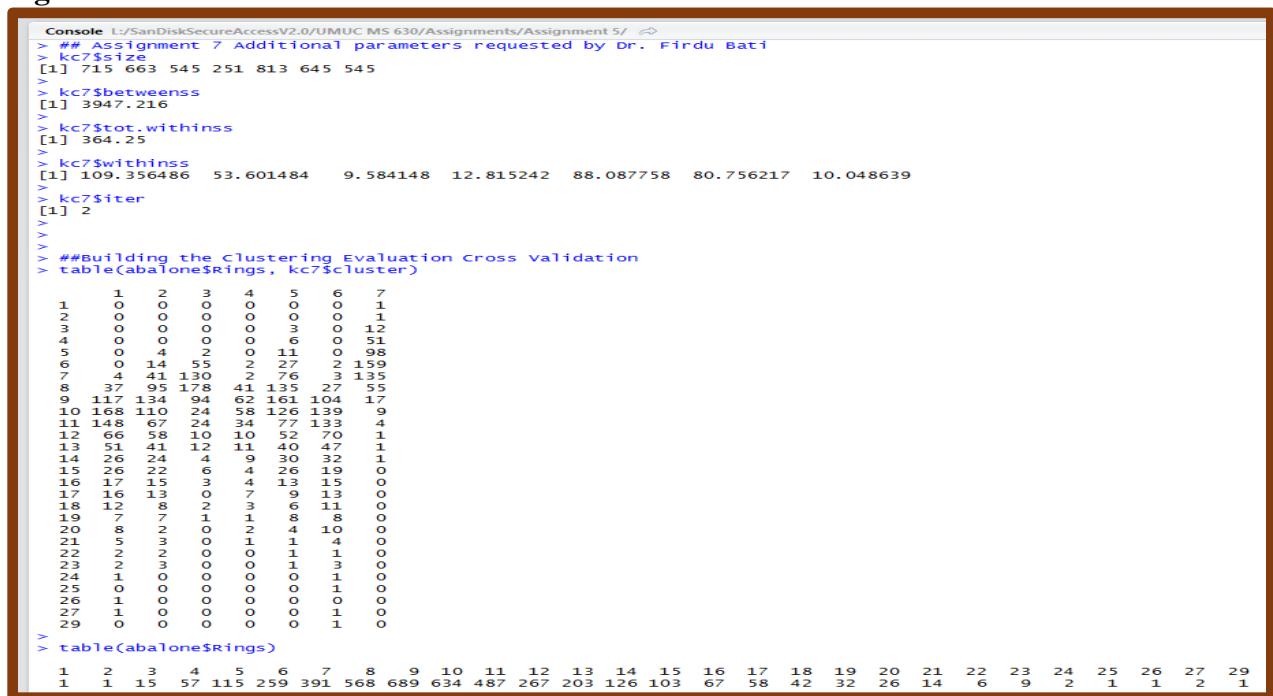 Console L:/SanDiskSecureAccessV2.0/UMUC MS 630/Assignments/Assignment 5/
> ## Assignment 7 Additional parameters requested by Dr. Firdu Bati
> kc7$size
[1] 715 663 545 251 813 645 545
>
> kc7$betweenss
[1] 3947.216
>
> kc7$tot.withinss
[1] 364.25
>
> kc7$withinss
[1] 109.356486 53.601484 9.584148 12.815242 88.087758 80.756217 10.048639
>
> kc7$iter
[1] 2
>
>
>
> ##Building the Clustering Evaluation Cross Validation
> table(abalone$Rings, kc7$cluster)
1 2 3 4 5 6 7
1 0 0 0 0 0 0 1
2 0 0 0 0 0 0 1
3 0 0 0 0 3 0 12
4 0 0 0 0 6 0 51
5 0 4 2 0 11 0 98
6 0 14 55 2 27 2 159
7 4 41 130 2 76 3 135
8 37 95 178 41 135 27 55
9 117 134 94 62 161 104 17
10 168 110 24 58 126 139 9
11 148 67 24 34 77 133 4
12 66 58 10 10 52 70 1
13 51 41 12 11 40 47 1
14 26 24 4 9 30 32 1
15 26 22 6 4 26 19 0
16 17 15 3 4 13 15 0
17 16 13 0 7 9 13 0
18 12 8 2 3 6 11 0
19 7 7 1 1 8 8 0
20 8 2 0 2 4 10 0
21 5 3 0 1 1 4 0
22 2 2 0 0 1 1 0
23 2 3 0 0 1 3 0
24 1 0 0 0 0 1 0
25 0 0 0 0 0 1 0
26 1 0 0 0 0 0 0
27 1 0 0 0 0 1 0
29 0 0 0 0 0 1 0
>
> table(abalone$Rings)
1 2 3 4 5 6 7 8 9 10 11 12 13 14 15 16 17 18 19 20 21 22 23 24 25 26 27 29
1 1 15 57 115 259 391 568 689 634 487 267 203 126 103 67 58 42 32 26 14 6 9 2 1 1 2 1